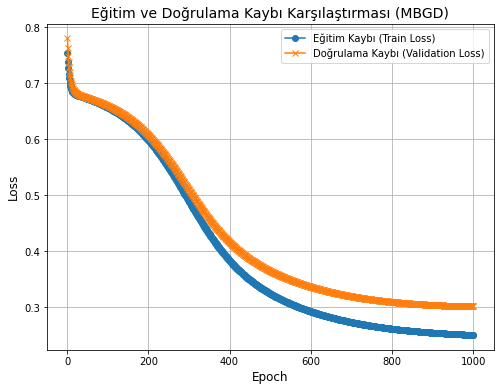 Eğitim ve Doğrulama Kaybı Karşılaştırması (MBGD)
Eğitim Kaybı (Train Loss)
Doğrulama Kaybı (Validation Loss)
0.8
0.7
0.6
0.5
0.4
0.3
Loss
0 200 400 600 800 1000
Epoch